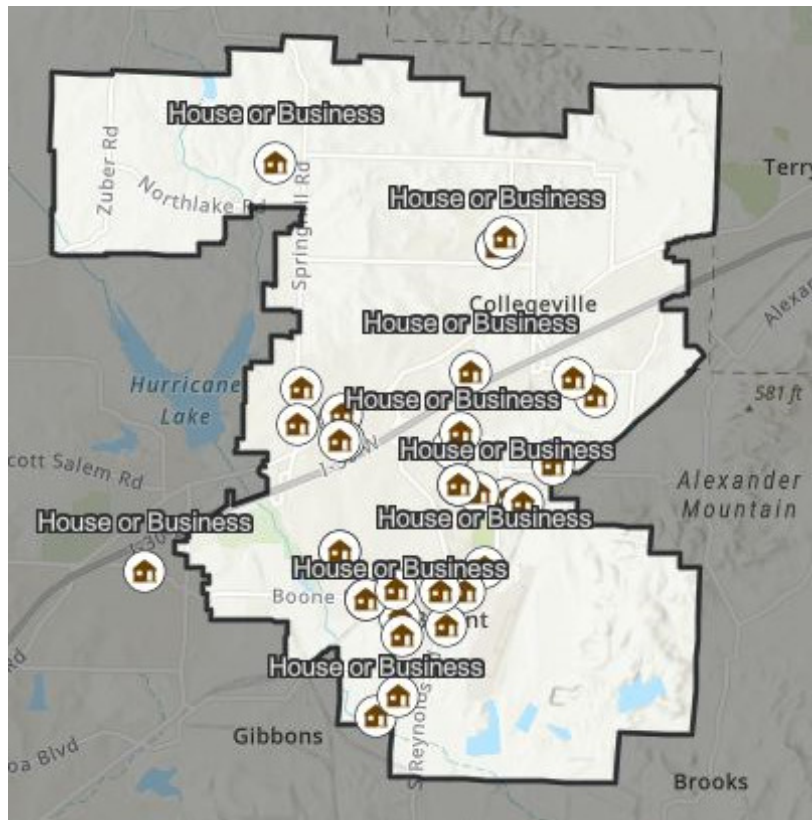 House or Business
Zuber Rd
Northlake Rd
Springhill Rd
Terry
House or Business
Collegeville
House or Business
Alexan
Hurricane
Lake
House or Business
581 ft
I-30 W
House or Business
cott Salem Rd
Alexander
Mountain
House or Business
House or Business
I-30
House or Business
Boone
nt
House or Business
S Reynolds
Gibbons
Rd
oa Blvd
Brooks